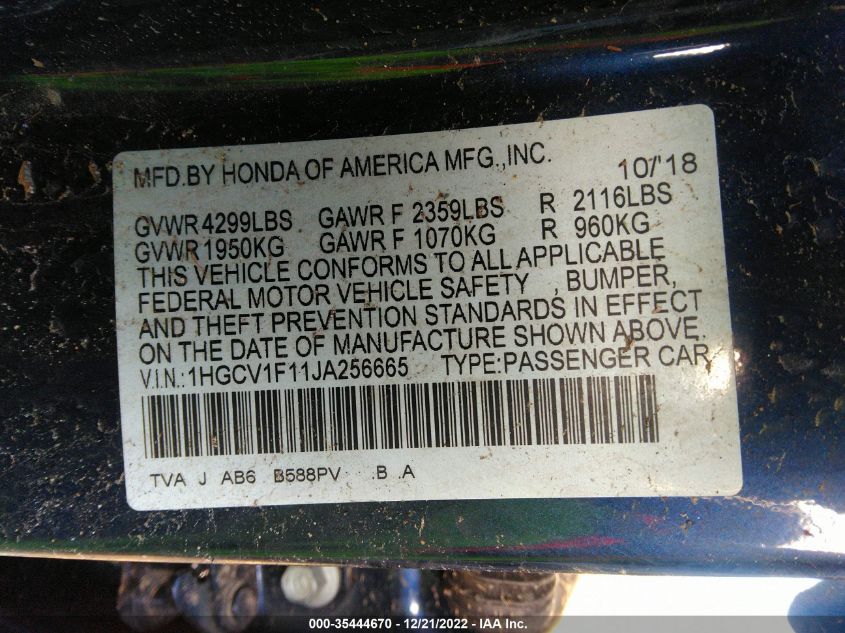 MFD.BY HONDA OF AMERICA MFG.,INC. 10/'18
GVWR 4299LBS GAWR F 2359LBS R 2116LBS
GVWR 1950KG GAWR F 1070KG R 960KG
THIS VEHICLE CONFORMS TO ALL APPLICABLE
FEDERAL MOTOR VEHICLE SAFETY , BUMPER,
AND THEFT PREVENTION STANDARDS IN EFFECT
ON THE DATE OF MANUFACTURE SHOWN ABOVE.
V.I.N.:1HGCV1F11JA256665 TYPE:PASSENGER CAR
TVA J AB6 B588PV B A
000-35444670 - 12/21/2022 - IAA Inc.